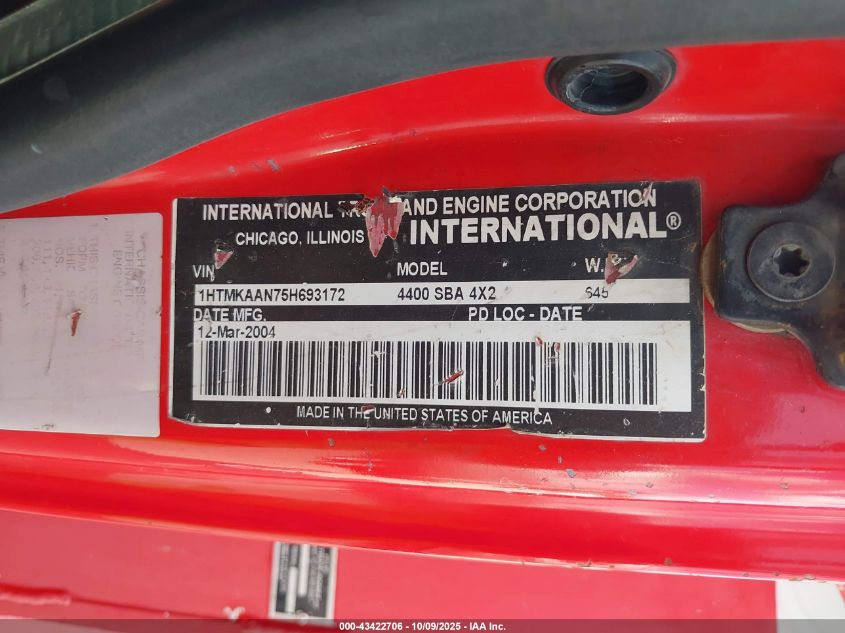 INTERNATIONAL AND ENGINE CORPORATION
CHICAGO, ILLINOIS INTERNATIONAL®
VIN MODEL W.B.
1HTMKAAN75H693172 4400 SBA 4X2 645
DATE MFG. PD LOC - DATE
12-Mar-2004
MADE IN THE UNITED STATES OF AMERICA
000-43422706 - 10/09/2025 - IAA Inc.